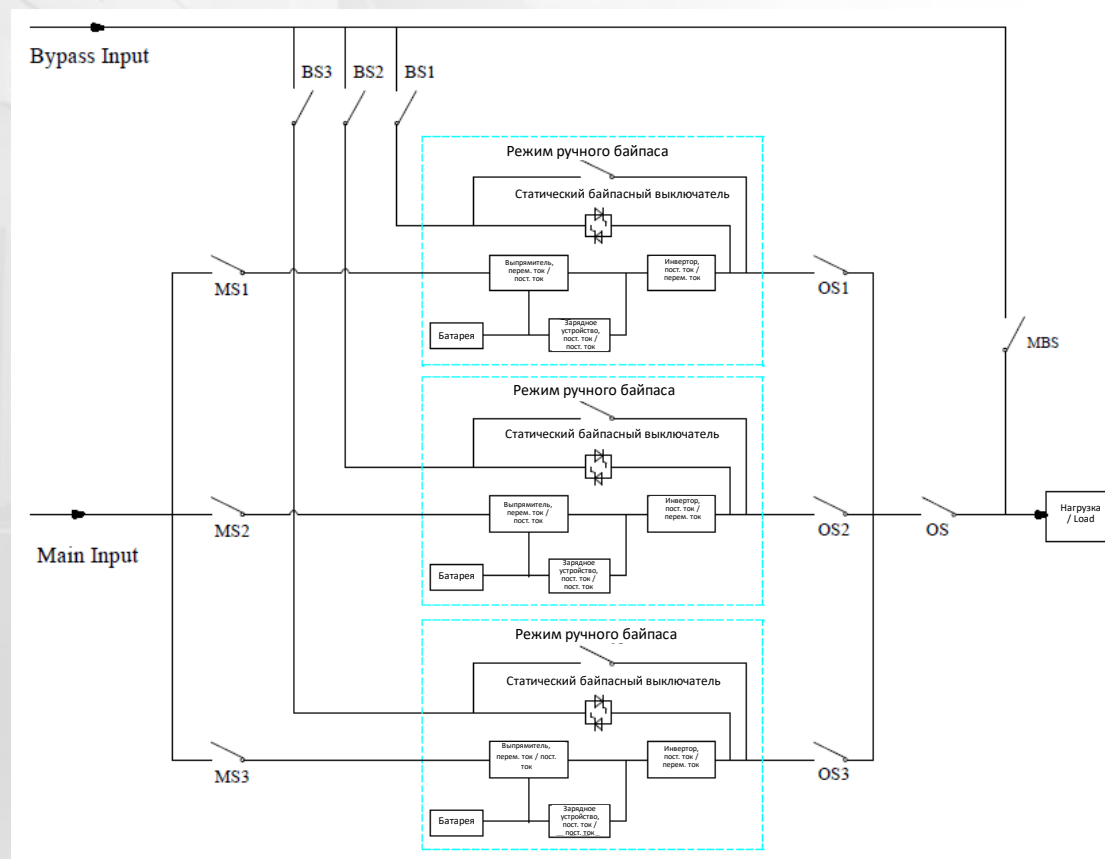 Bypass Input
BS3
BS2
BS1
Режим ручного байпаса
Статический байпасный выключатель
Выпрямитель,
перем. ток /
пост. ток
Инвертор,
пост. ток /
перем. ток
MS1
OS1
Батарея
Зарядное
устройство,
пост. ток /
пост. ток
MBS
Режим ручного байпаса
Статический байпасный выключатель
Выпрямитель,
перем. ток /
пост. ток
Инвертор,
пост. ток /
перем. ток
Нагрузка
/ Load
MS2
OS2
OS
Main Input
Батарея
Зарядное
устройство,
пост. ток /
пост. ток
Режим ручного байпаса
Статический байпасный выключатель
Выпрямитель,
перем. ток / пост.
ток
Инвертор,
пост. ток /
перем. ток
MS3
OS3
Батарея
Зарядное
устройство,
пост. ток /
пост. ток